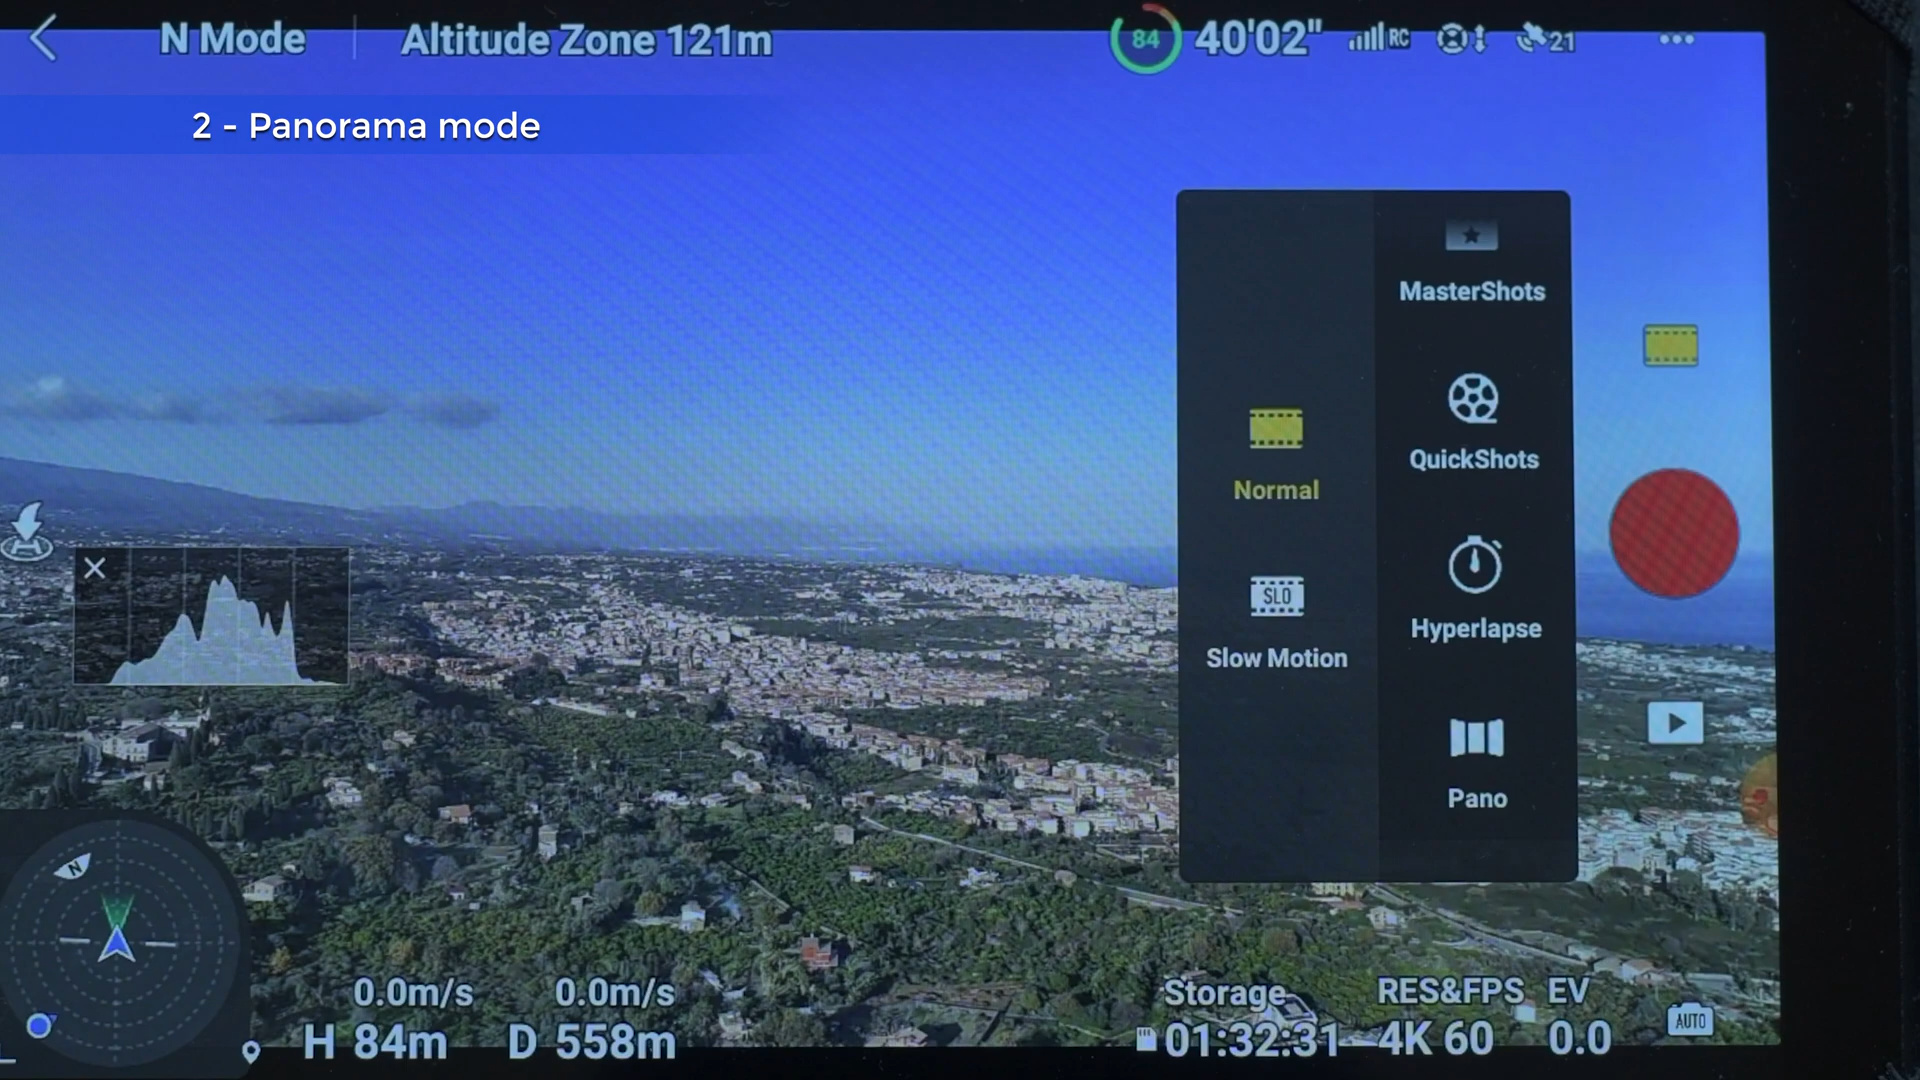 N Mode
Altitude Zone 121m
84
40'02"
RC
21
2 - Panorama mode
MasterShots
QuickShots
Normal
Hyperlapse
SLO
Slow Motion
Pano
N
0.0m/s
0.0m/s
H 84m
D 558m
Storage
01:32:31
RES&FPS
4K 60
EV
0.0
AUTO